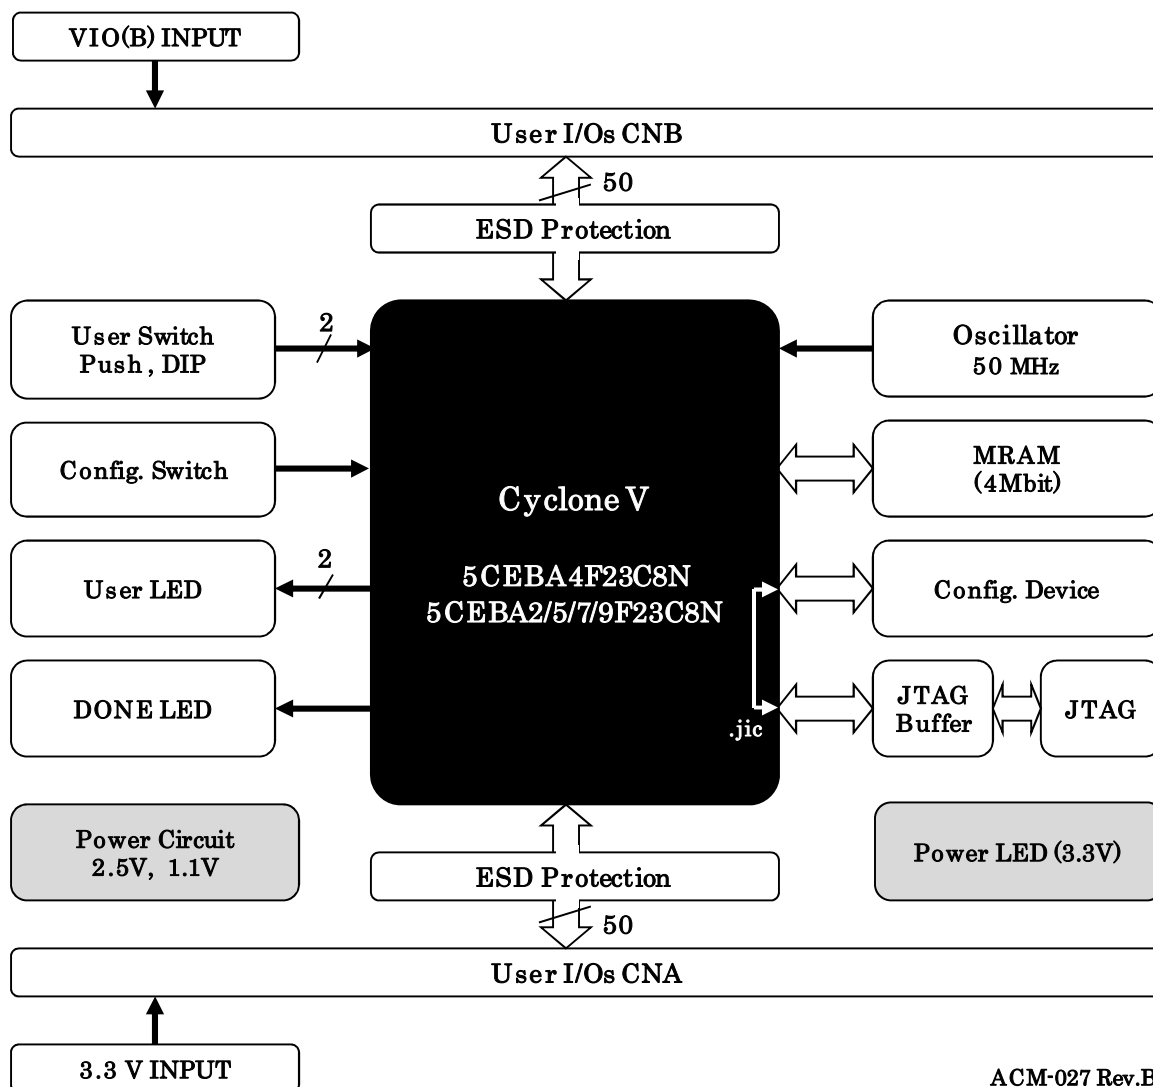 VIO(B) INPUT
User I/Os CNB
50
ESD Protection
User Switch
Push , DIP
2
Oscillator
50 MHz
Config. Switch
MRAM
(4Mbit)
Cyclone V
5CEBA4F23C8N
5CEBA2/5/7/9F23C8N
User LED
2
Config. Device
DONE LED
.jic
JTAG
Buffer
JTAG
Power Circuit
2.5V, 1.1V
Power LED (3.3V)
ESD Protection
50
User I/Os CNA
3.3 V INPUT
ACM-027 Rev.B